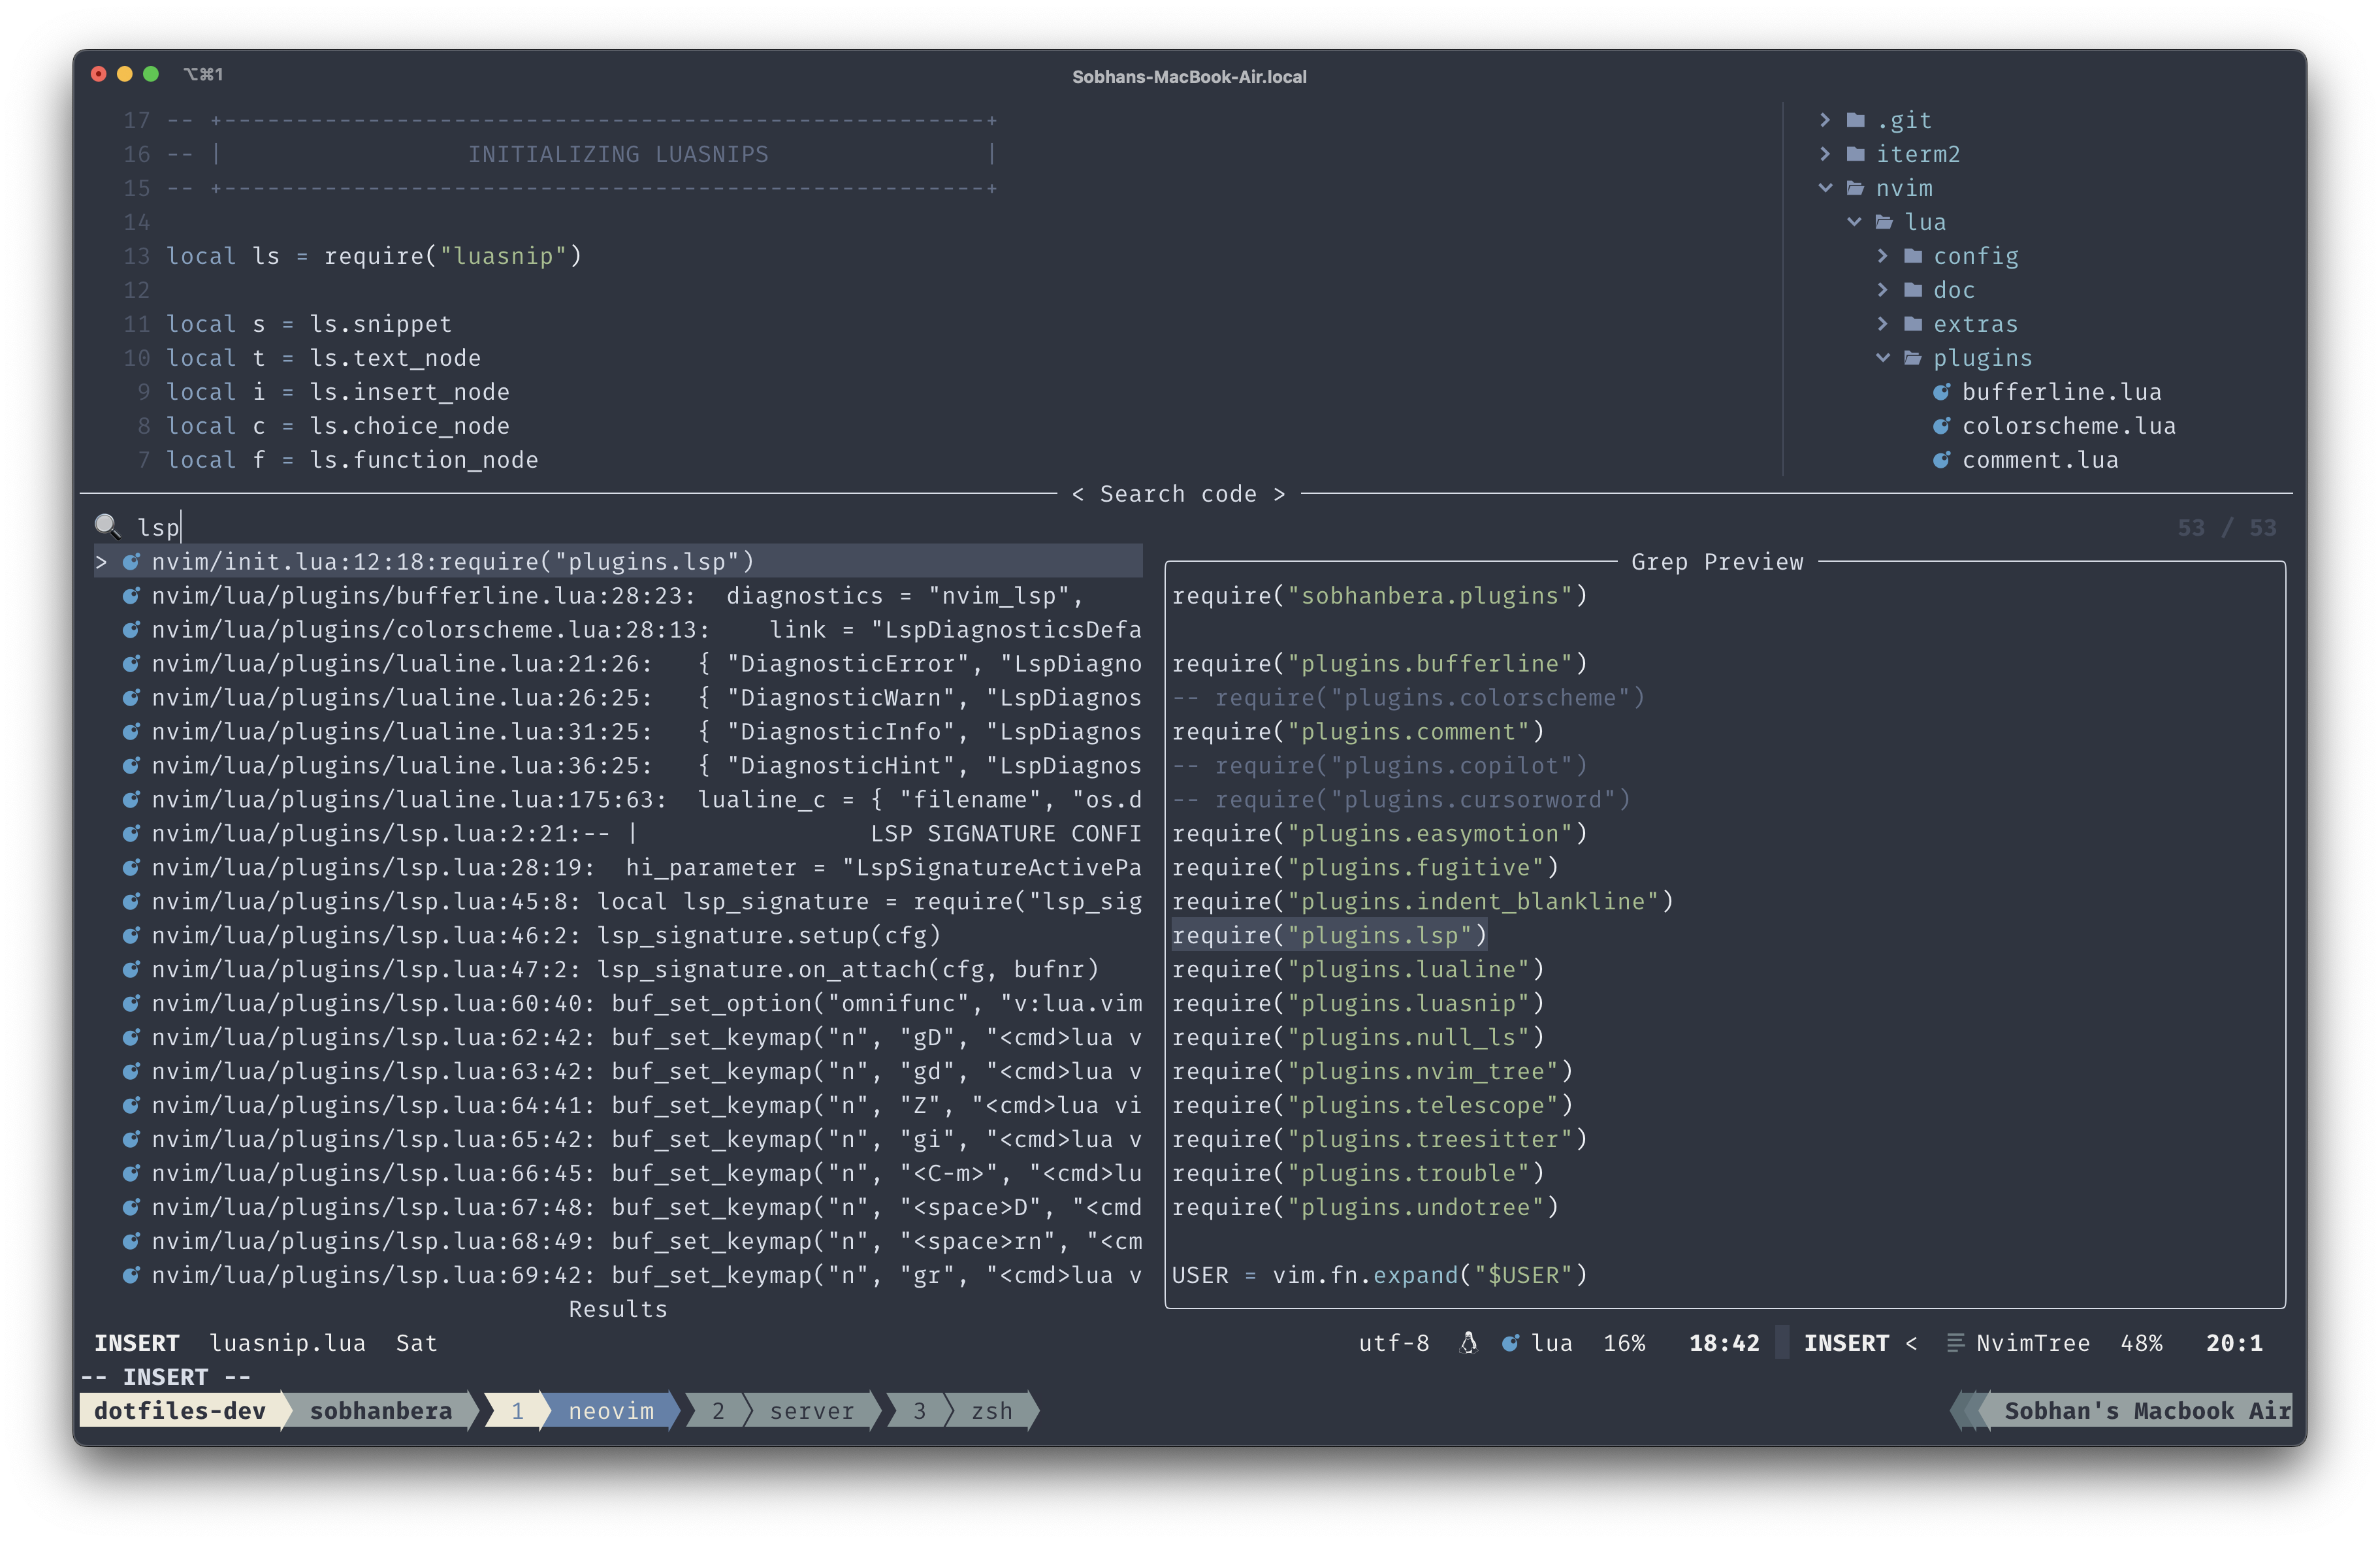 ⌥⌘1
Sobhans-MacBook-Air.local
17 -- +-----------------------------------------------------+
16 -- |                 INITIALIZING LUASNIPS               |
15 -- +-----------------------------------------------------+
14
13 local ls = require("luasnip")
12
11 local s = ls.snippet
10 local t = ls.text_node
9 local i = ls.insert_node
8 local c = ls.choice_node
7 local f = ls.function_node
.git
iterm2
nvim
lua
config
doc
extras
plugins
bufferline.lua
colorscheme.lua
comment.lua
< Search code >
lsp
53 / 53
> nvim/init.lua:12:18:require("plugins.lsp")
nvim/lua/plugins/bufferline.lua:28:23:  diagnostics = "nvim_lsp",
nvim/lua/plugins/colorscheme.lua:28:13:    link = "LspDiagnosticsDefa
nvim/lua/plugins/lualine.lua:21:26:   { "DiagnosticError", "LspDiagno
nvim/lua/plugins/lualine.lua:26:25:   { "DiagnosticWarn", "LspDiagnos
nvim/lua/plugins/lualine.lua:31:25:   { "DiagnosticInfo", "LspDiagnos
nvim/lua/plugins/lualine.lua:36:25:   { "DiagnosticHint", "LspDiagnos
nvim/lua/plugins/lualine.lua:175:63:  lualine_c = { "filename", "os.d
nvim/lua/plugins/lsp.lua:2:21:-- |                LSP SIGNATURE CONFI
nvim/lua/plugins/lsp.lua:28:19:  hi_parameter = "LspSignatureActivePa
nvim/lua/plugins/lsp.lua:45:8: local lsp_signature = require("lsp_sig
nvim/lua/plugins/lsp.lua:46:2: lsp_signature.setup(cfg)
nvim/lua/plugins/lsp.lua:47:2: lsp_signature.on_attach(cfg, bufnr)
nvim/lua/plugins/lsp.lua:60:40: buf_set_option("omnifunc", "v:lua.vim
nvim/lua/plugins/lsp.lua:62:42: buf_set_keymap("n", "gD", "<cmd>lua v
nvim/lua/plugins/lsp.lua:63:42: buf_set_keymap("n", "gd", "<cmd>lua v
nvim/lua/plugins/lsp.lua:64:41: buf_set_keymap("n", "Z", "<cmd>lua vi
nvim/lua/plugins/lsp.lua:65:42: buf_set_keymap("n", "gi", "<cmd>lua v
nvim/lua/plugins/lsp.lua:66:45: buf_set_keymap("n", "<C-m>", "<cmd>lu
nvim/lua/plugins/lsp.lua:67:48: buf_set_keymap("n", "<space>D", "<cmd
nvim/lua/plugins/lsp.lua:68:49: buf_set_keymap("n", "<space>rn", "<cm
nvim/lua/plugins/lsp.lua:69:42: buf_set_keymap("n", "gr", "<cmd>lua v
Results
Grep Preview
require("sobhanbera.plugins")

require("plugins.bufferline")
-- require("plugins.colorscheme")
require("plugins.comment")
-- require("plugins.copilot")
-- require("plugins.cursorword")
require("plugins.easymotion")
require("plugins.fugitive")
require("plugins.indent_blankline")
require("plugins.lsp")
require("plugins.lualine")
require("plugins.luasnip")
require("plugins.null_ls")
require("plugins.nvim_tree")
require("plugins.telescope")
require("plugins.treesitter")
require("plugins.trouble")
require("plugins.undotree")

USER = vim.fn.expand("$USER")
INSERT  luasnip.lua  Sat
utf-8  lua  16%  18:42
INSERT <  NvimTree  48%  20:1
-- INSERT --
dotfiles-dev  sobhanbera  1  neovim  2  server  3  zsh
Sobhan's Macbook Air